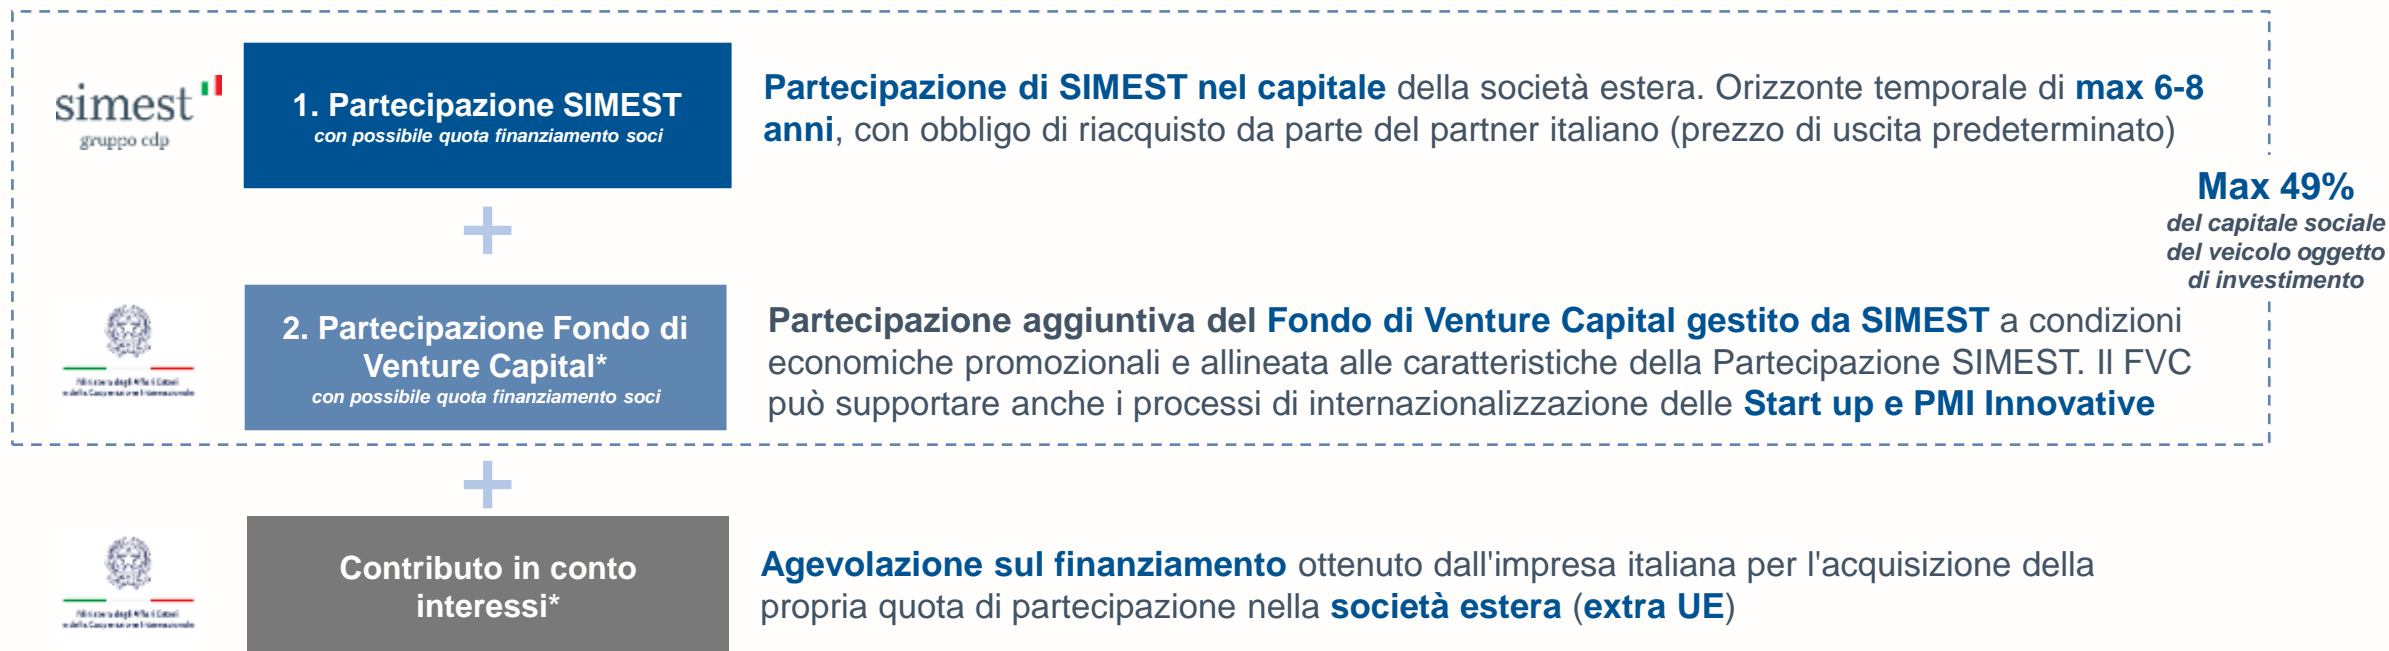 simest
gruppo cdp
1. Partecipazione SIMEST
con possibile quota finanziamento soci
Partecipazione di SIMEST nel capitale della società estera. Orizzonte temporale di max 6-8
anni, con obbligo di riacquisto da parte del partner italiano (prezzo di uscita predeterminato)
Max 49%
del capitale sociale
del veicolo oggetto
di investimento
2. Partecipazione Fondo di
Venture Capital*
con possibile quota finanziamento soci
Partecipazione aggiuntiva del Fondo di Venture Capital gestito da SIMEST a condizioni
economiche promozionali e allineata alle caratteristiche della Partecipazione SIMEST. Il FVC
può supportare anche i processi di internazionalizzazione delle Start up e PMI Innovative
Contributo in conto
interessi*
Agevolazione sul finanziamento ottenuto dall'impresa italiana per l'acquisizione della
propria quota di partecipazione nella società estera (extra UE)